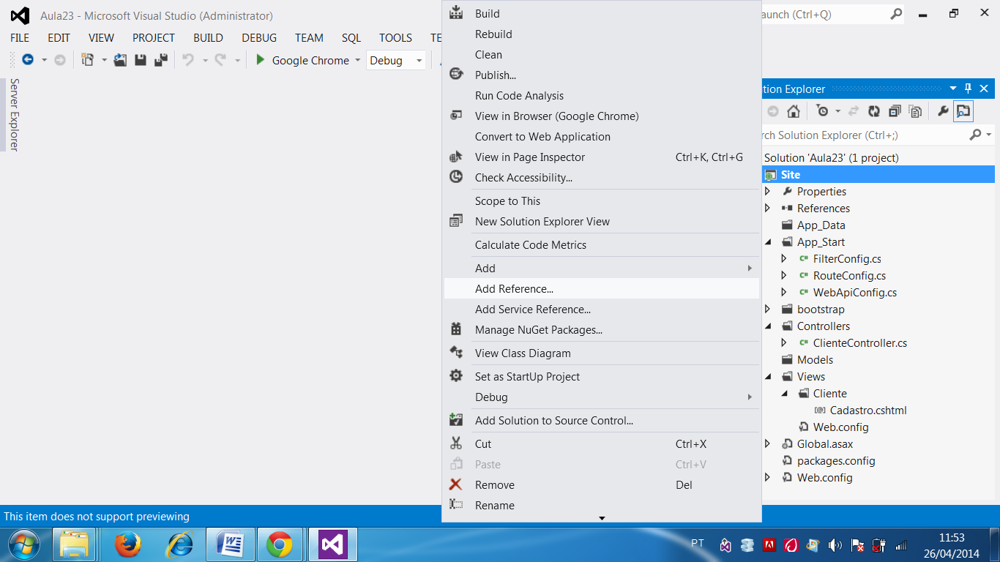 Aula23 - Microsoft Visual Studio (Administrator)
aunch (Ctrl+Q)
FILE EDIT VIEW PROJECT BUILD DEBUG TEAM SQL TOOLS TE
Google Chrome Debug
Server Explorer
Build
Rebuild
Clean
Publish...
Run Code Analysis
View in Browser (Google Chrome)
Convert to Web Application
View in Page Inspector Ctrl+K, Ctrl+G
Check Accessibility...
Scope to This
New Solution Explorer View
Calculate Code Metrics
Add
Add Reference...
Add Service Reference...
Manage NuGet Packages...
View Class Diagram
Set as StartUp Project
Debug
Add Solution to Source Control...
Cut Ctrl+X
Paste Ctrl+V
Remove Del
Rename
tion Explorer
rch Solution Explorer (Ctrl+;)
Solution 'Aula23' (1 project)
Site
Properties
References
App_Data
App_Start
FilterConfig.cs
RouteConfig.cs
WebApiConfig.cs
bootstrap
Controllers
ClienteController.cs
Models
Views
Cliente
Cadastro.cshtml
Web.config
Global.asax
packages.config
Web.config
This item does not support previewing
PT
11:53
26/04/2014